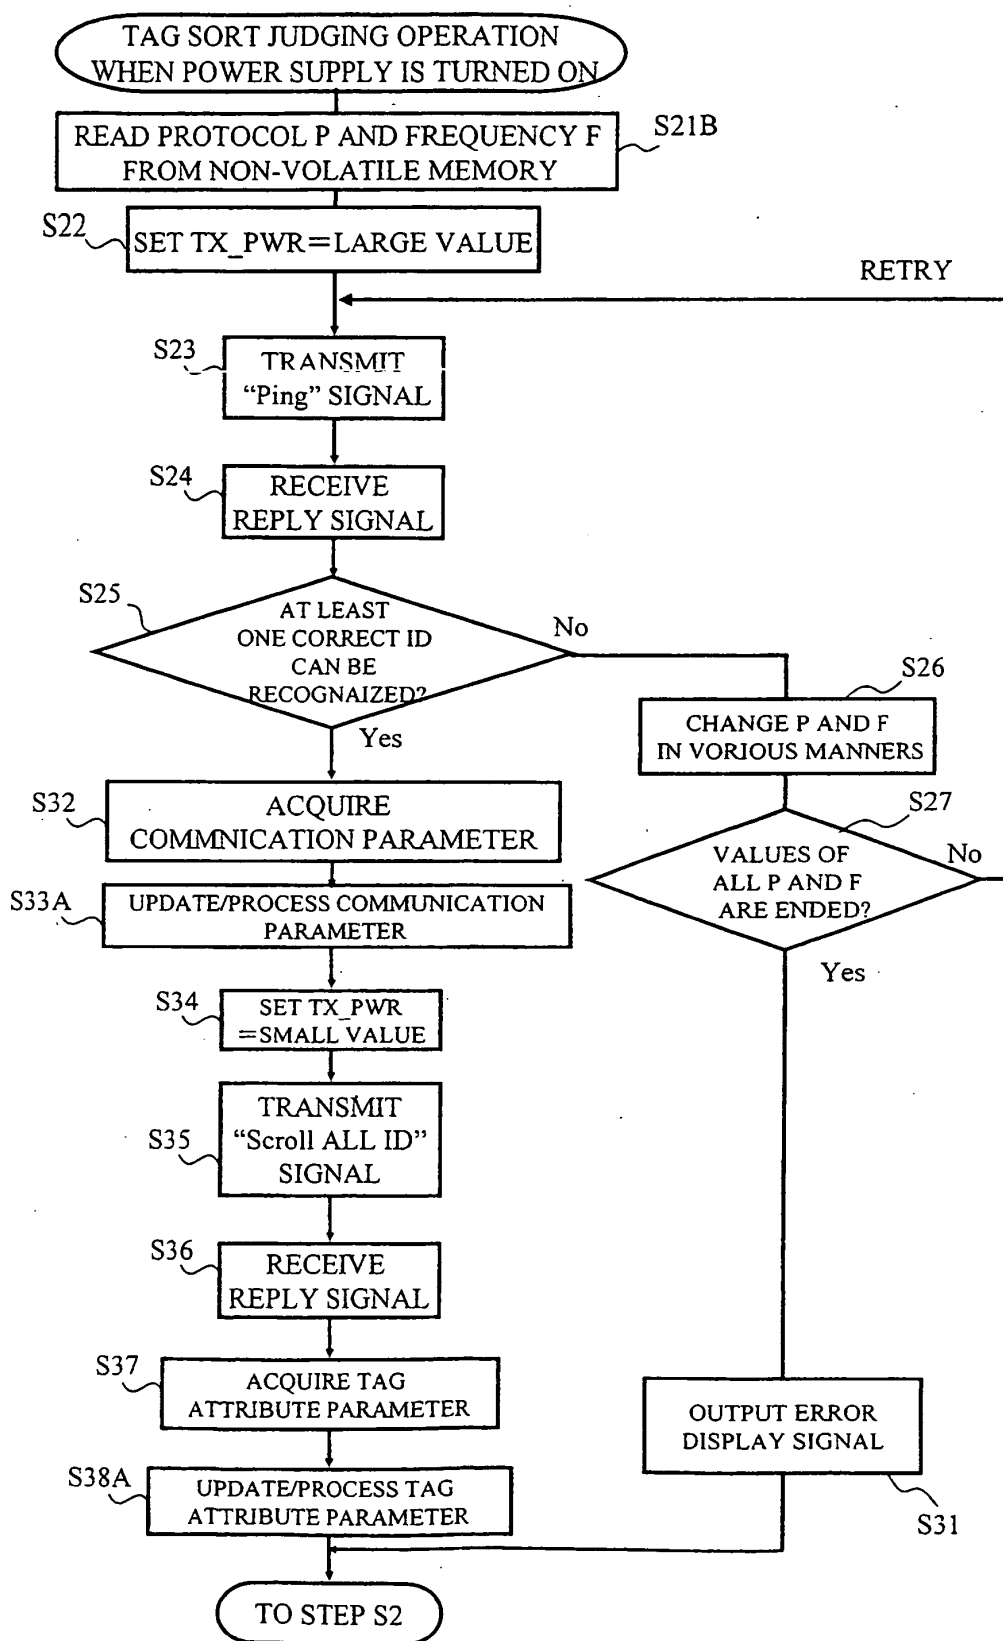 TAG SORT JUDGING OPERATION
WHEN POWER SUPPLY IS TURNED ON
READ PROTOCOL P AND FREQUENCY F
FROM NON-VOLATILE MEMORY
S21B
S22
SET TX_PWR=LARGE VALUE
RETRY
S23
TRANSMIT
“Ping” SIGNAL
S24
RECEIVE
REPLY SIGNAL
S25
AT LEAST
ONE CORRECT ID
CAN BE
RECOGNAIZED?
No
Yes
S26
CHANGE P AND F
IN VORIOUS MANNERS
S27
VALUES OF
ALL P AND F
ARE ENDED?
No
Yes
S32
ACQUIRE
COMMNICATION PARAMETER
S33A
UPDATE/PROCESS COMMUNICATION
PARAMETER
S34
SET TX_PWR
=SMALL VALUE
S35
TRANSMIT
“Scroll ALL ID”
SIGNAL
S36
RECEIVE
REPLY SIGNAL
S37
ACQUIRE TAG
ATTRIBUTE PARAMETER
OUTPUT ERROR
DISPLAY SIGNAL
S31
S38A
UPDATE/PROCESS TAG
ATTRIBUTE PARAMETER
TO STEP S2